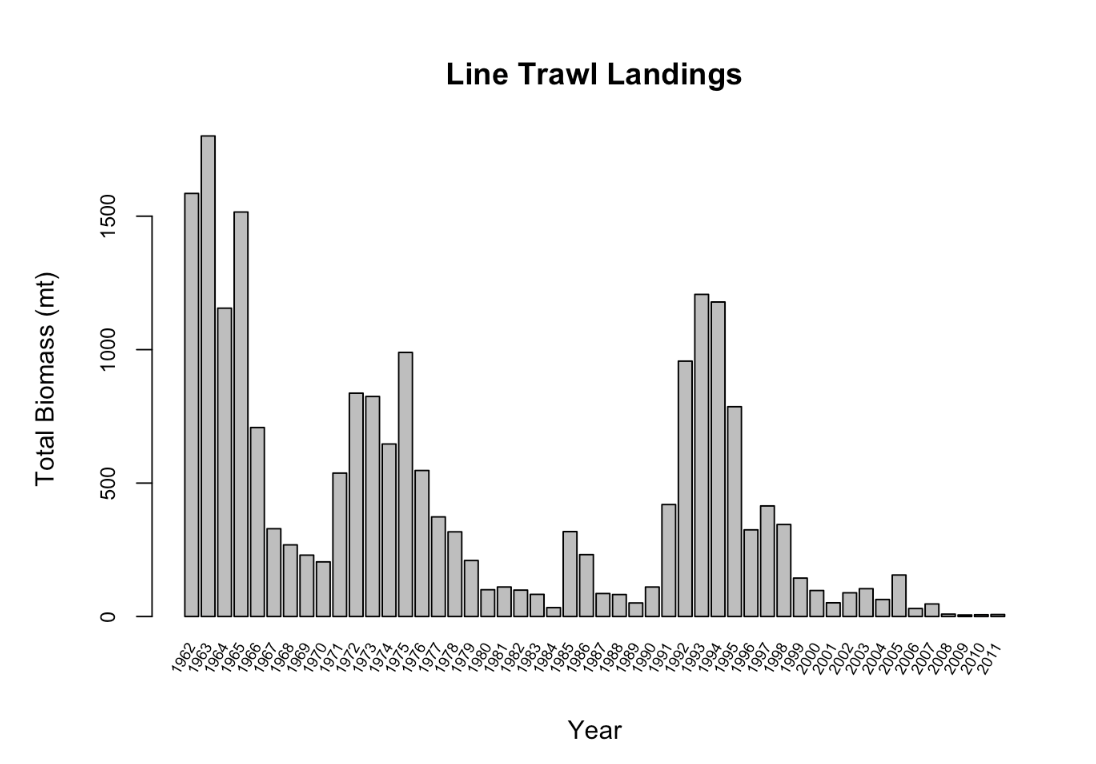 Line Trawl Landings
Total Biomass (mt)
1500
1000
500
0
1962 1963 1964 1965 1966 1967 1968 1969 1970 1971 1972 1973 1974 1975 1976 1977 1978 1979 1980 1981 1982 1983 1984 1985 1986 1987 1988 1989 1990 1991 1992 1993 1994 1995 1996 1997 1998 1999 2000 2001 2002 2003 2004 2005 2006 2007 2008 2009 2010 2011
Year